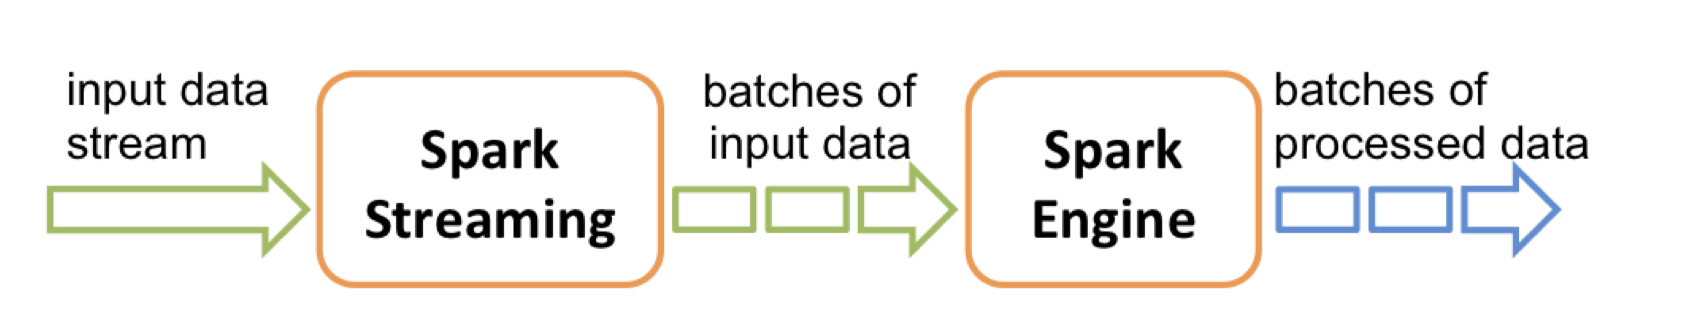 input data
stream
Spark
Streaming
batches of
input data
Spark
Engine
batches of
processed data